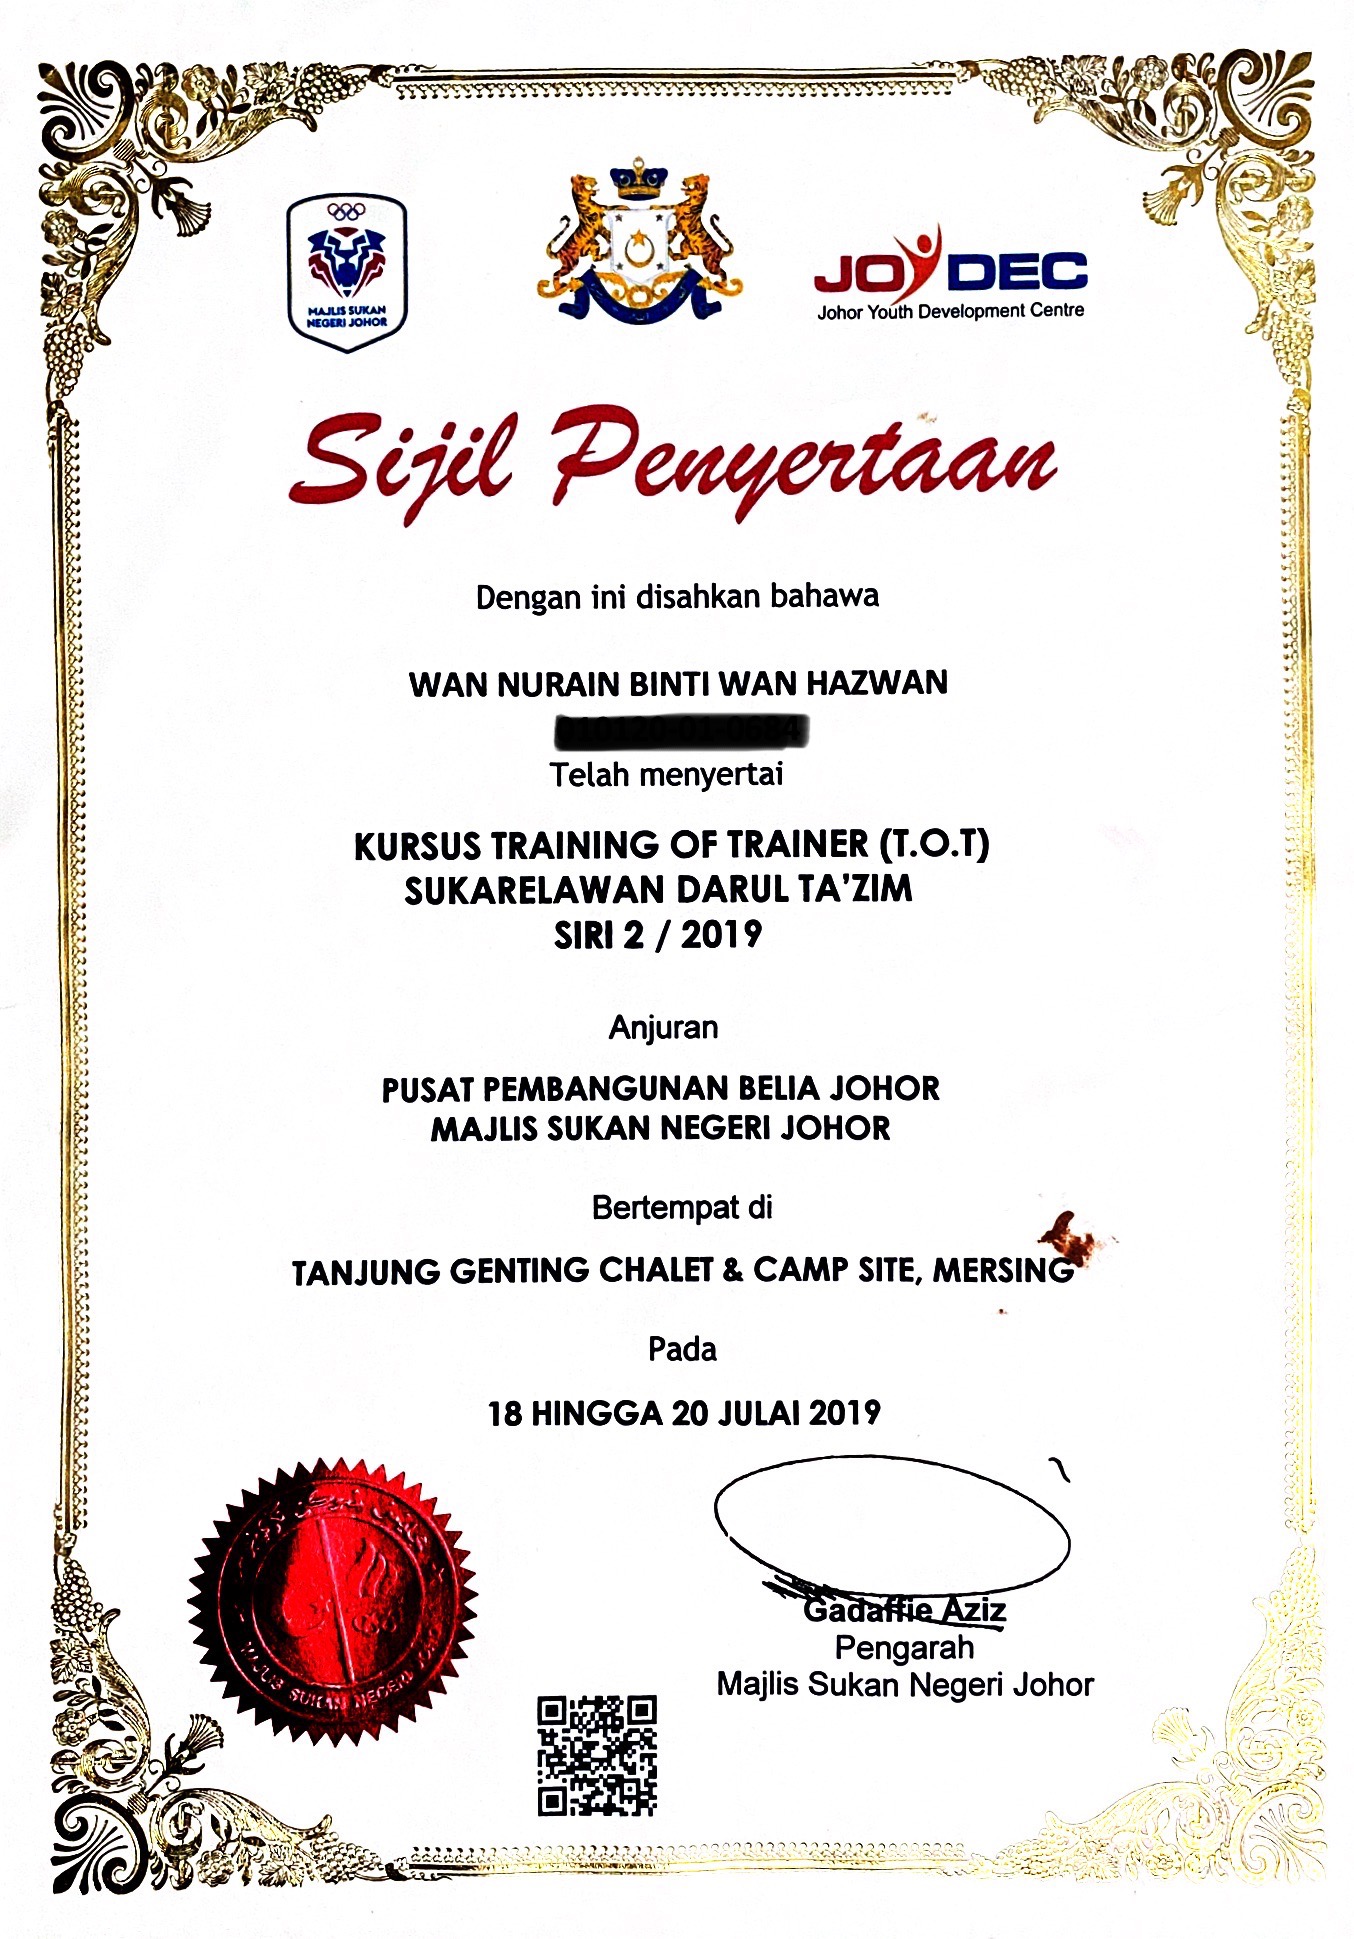 MAJLIS SUKAN
NEGERI JOHOR
JOYDEC
Johor Youth Development Centre
Sijil Penyertaan
Dengan ini disahkan bahawa
WAN NURAIN BINTI WAN HAZWAN
Telah menyertai
KURSUS TRAINING OF TRAINER (T.O.T)
SUKARELAWAN DARUL TA'ZIM
SIRI 2 / 2019
Anjuran
PUSAT PEMBANGUNAN BELIA JOHOR
MAJLIS SUKAN NEGERI JOHOR
Bertempat di
TANJUNG GENTING CHALET & CAMP SITE, MERSING
Pada
18 HINGGA 20 JULAI 2019
Gadaffie Aziz
Pengarah
Majlis Sukan Negeri Johor
MAJLIS SUKAN NEGERI